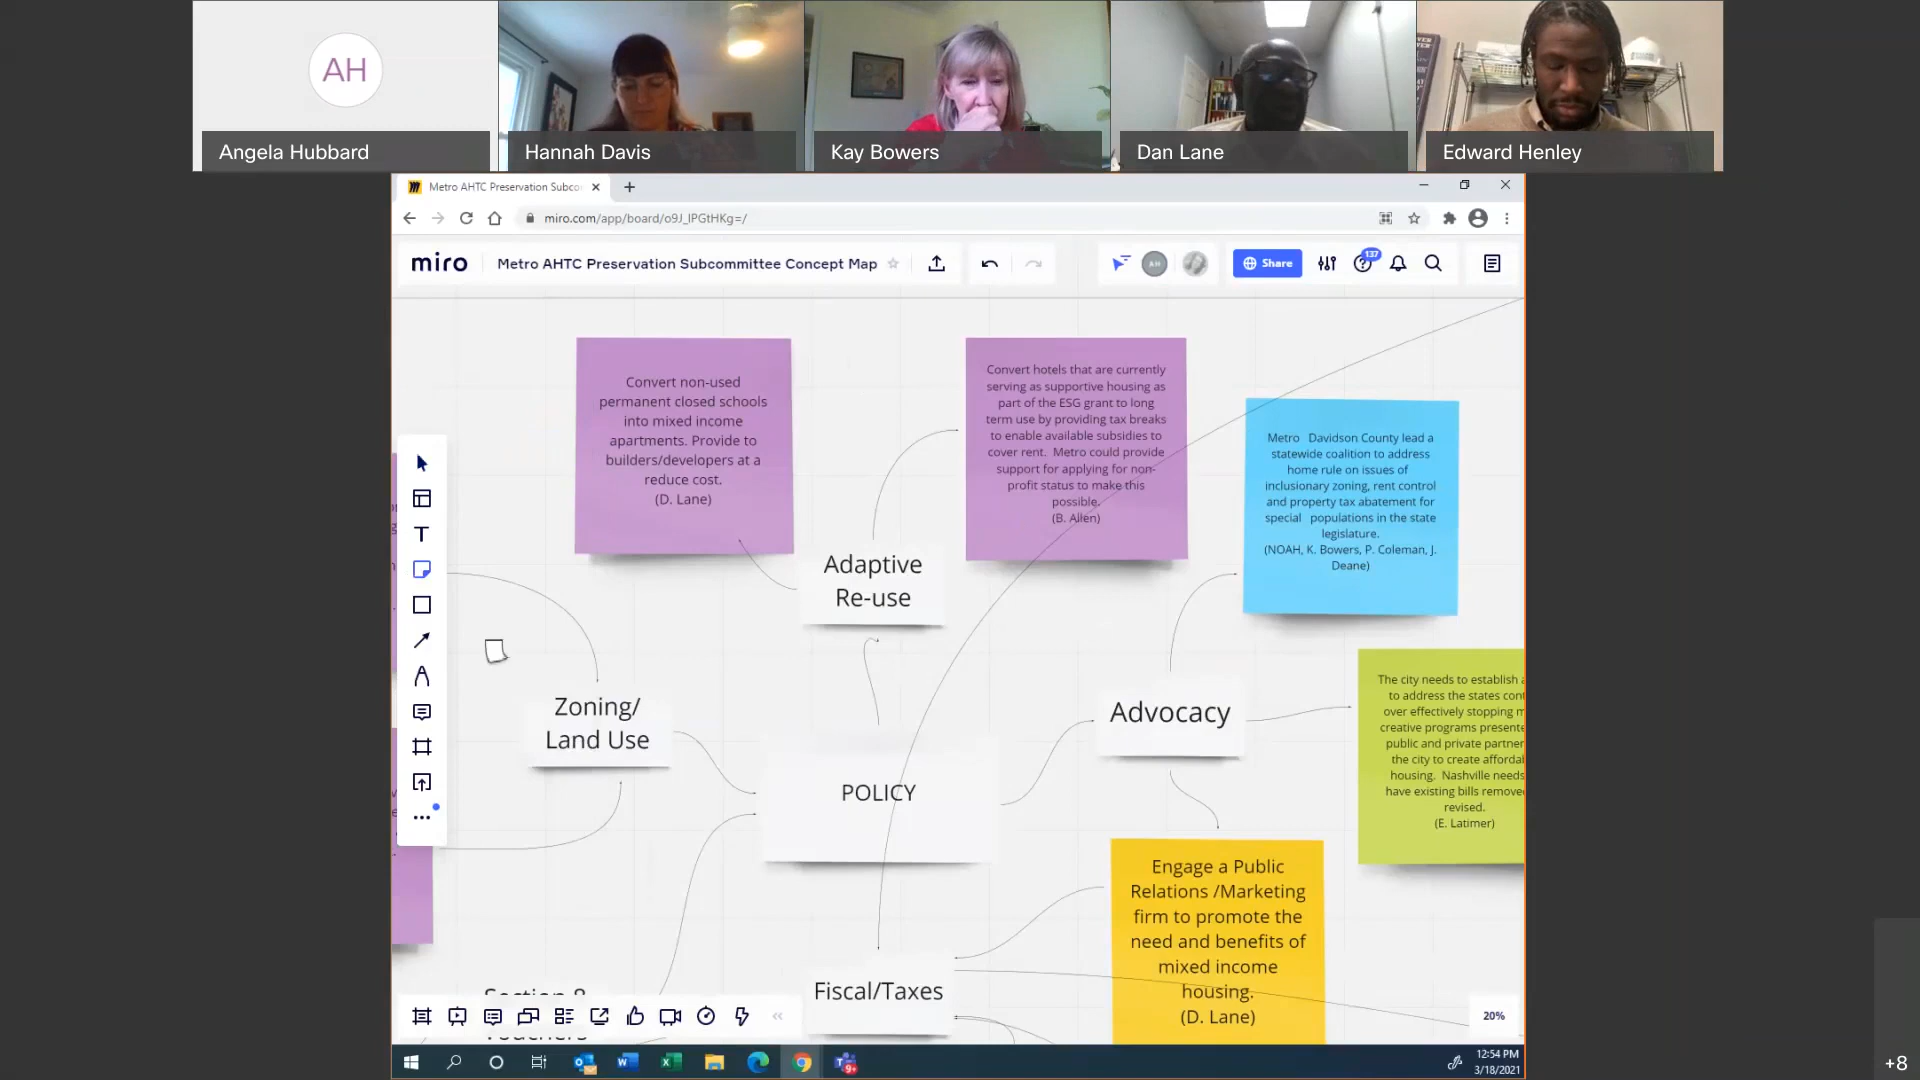 AH
Angela Hubbard
Hannah Davis
Kay Bowers
Dan Lane
Edward Henley
Metro AHTC Preservation Subco
miro.com/app/board/o9J_lPGtHKg=/
miro
Metro AHTC Preservation Subcommittee Concept Map
AH
Share
137
Convert non-used
permanent closed schools
into mixed income
apartments. Provide to
builders/developers at a
reduce cost.
(D. Lane)
Convert hotels that are currently
serving as supportive housing as
part of the ESG grant to long
term use by providing tax breaks
to enable available subsidies to
cover rent. Metro could provide
support for applying for non-
profit status to make this
possible.
(B. Allen)
Metro Davidson County lead a
statewide coalition to address
home rule on issues of
inclusionary zoning, rent control
and property tax abatement for
special populations in the state
legislature.
(NOAH, K. Bowers, P. Coleman, J.
Deane)
Adaptive
Re-use
Zoning/
Land Use
Advocacy
The city needs to establish
to address the states
over effectively stopping
creative programs
public and private
the city to create
housing. Nashville needs
have existing bills
revised.
(E. Latimer)
POLICY
Engage a Public
Relations /Marketing
firm to promote the
need and benefits of
mixed income
housing.
(D. Lane)
Fiscal/Taxes
Section 8
Vouchers
20%
12:54 PM
3/18/2021
9+
+8